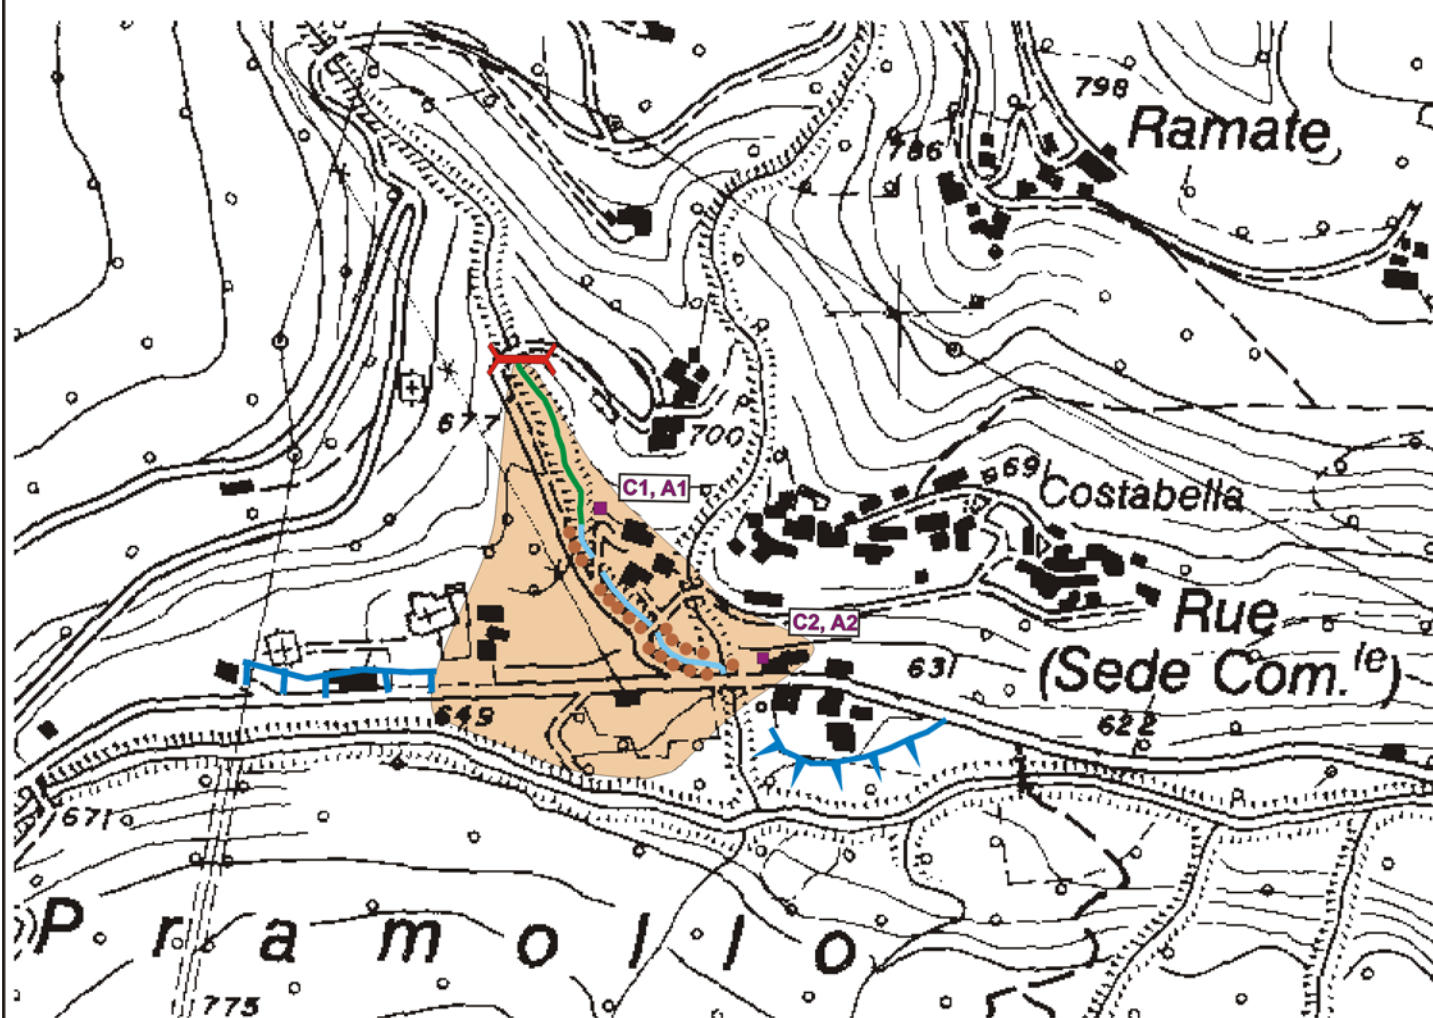 798
Ramate
786
677
700
C1, A1
691
Costabella
Rue
C2, A2
631
(Sede Com.le)
649
622
671
Pramollo
775